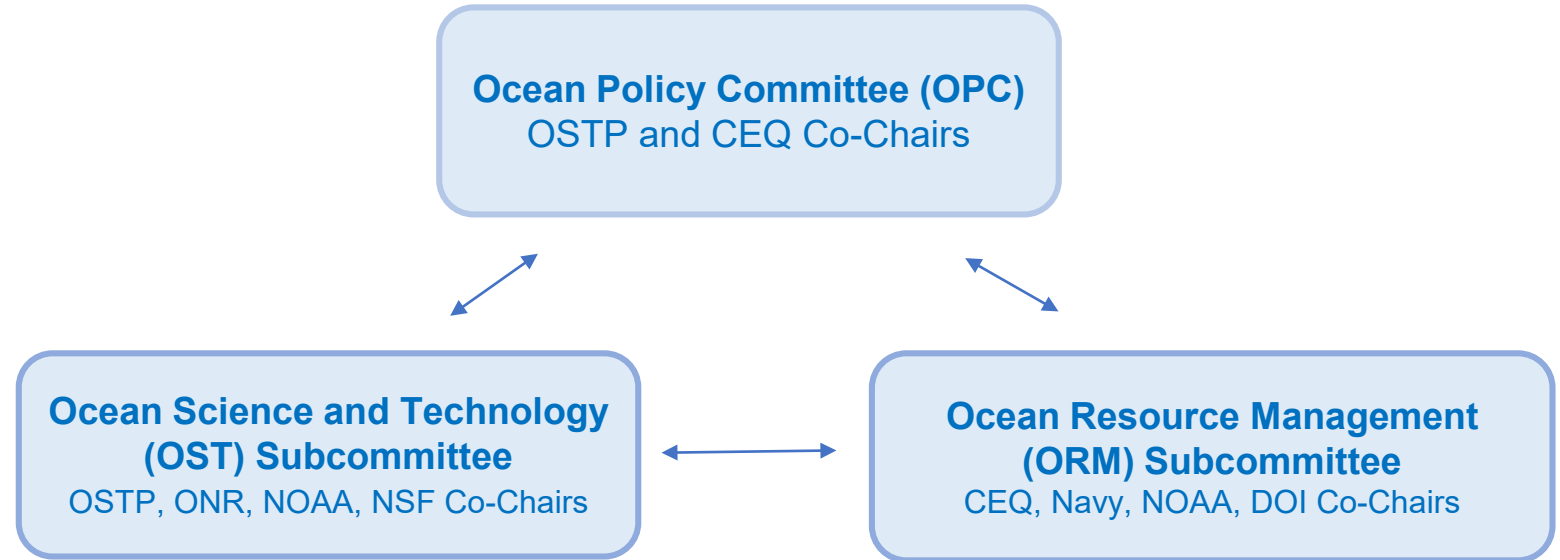 Ocean Policy Committee (OPC)
OSTP and CEQ Co-Chairs
Ocean Science and Technology
(OST) Subcommittee
OSTP, ONR, NOAA, NSF Co-Chairs
Ocean Resource Management
(ORM) Subcommittee
CEQ, Navy, NOAA, DOI Co-Chairs